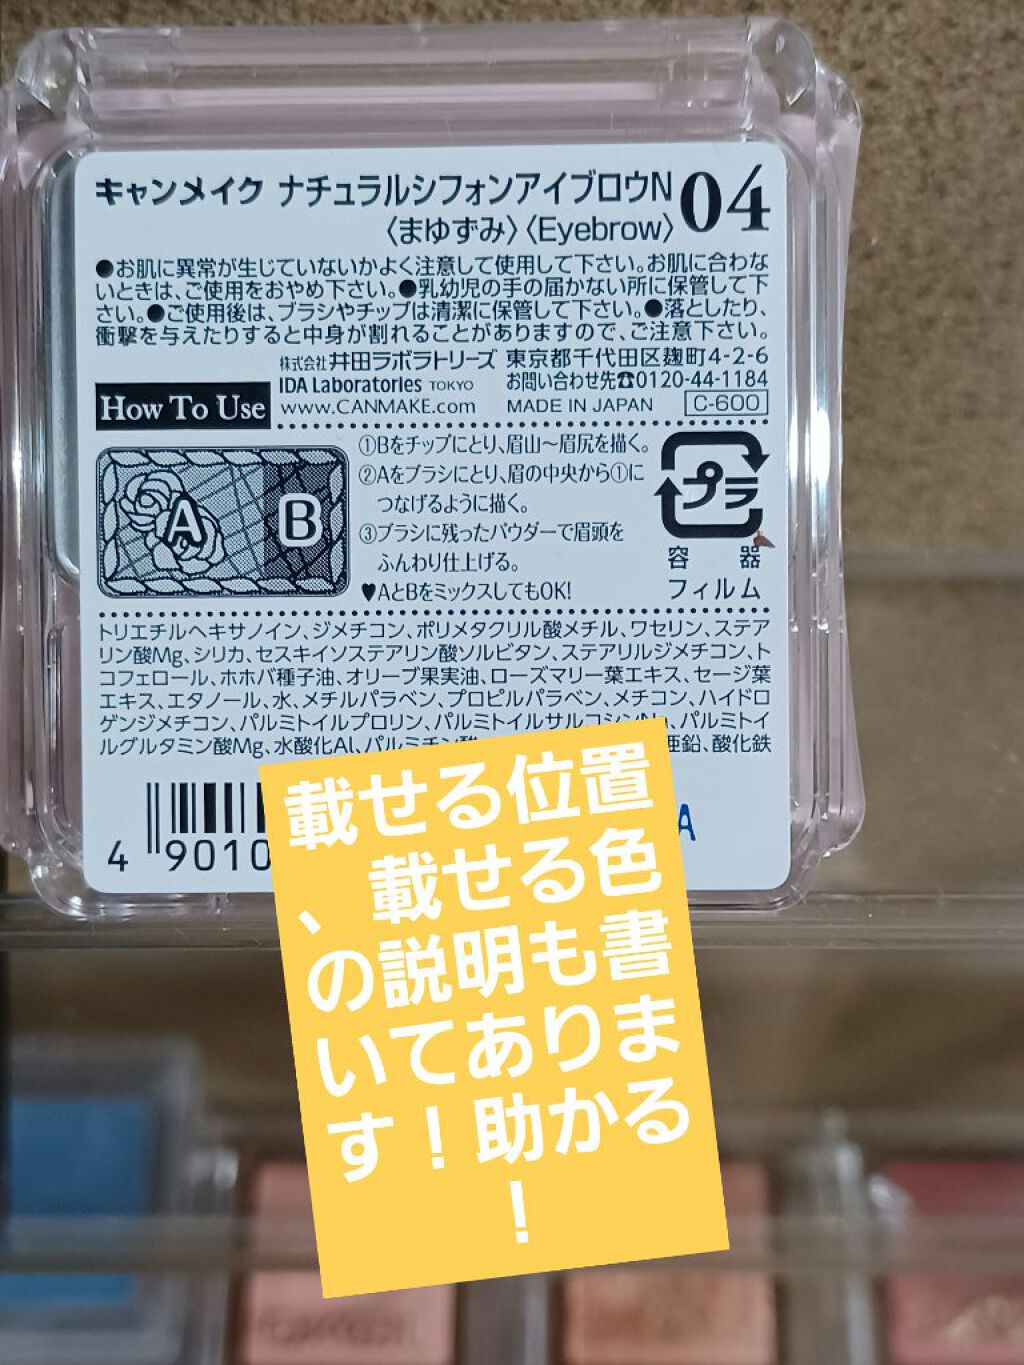 キャンメイク ナチュラルシフォンアイブロウN 04
〈まゆずみ〉〈Eyebrow〉
●お肌に異常が生じていないかよく注意して使用して下さい。お肌に合わな
いときは、ご使用をおやめ下さい。●乳幼児の手の届かない所に保管して下
さい。●ご使用後は、ブラシやチップは清潔に保管して下さい。●落としたり、
衝撃を与えたりすると中身が割れることがありますので、ご注意下さい。
株式会社 井田ラボラトリーズ 東京都千代田区麹町4-2-6
IDA Laboratories TOKYO お問い合わせ先☎0120-44-1184
www.CANMAKE.com MADE IN JAPAN C-600
How To Use
A B
①Bをチップにとり、眉山〜眉尻を描く。
②Aをブラシにとり、眉の中央から①に
つなげるように描く。
③ブラシに残ったパウダーで眉頭を
ふんわり仕上げる。
♥AとBをミックスしてもOK!
プラ
容器
フィルム
トリエチルヘキサノイン、ジメチコン、ポリメタクリル酸メチル、ワセリン、ステア
リン酸Mg、シリカ、セスキイソステアリン酸ソルビタン、ステアリルジメチコン、ト
コフェロール、ホホバ種子油、オリーブ果実油、ローズマリー葉エキス、セージ葉
エキス、エタノール、水、メチルパラベン、プロピルパラベン、メチコン、ハイドロ
ゲンジメチコン、パルミトイルプロリン、パルミトイルサルコシンNa、パルミトイ
ルグルタミン酸Mg、水酸化Al、パルミチン酸 亜鉛、酸化鉄
4 9010
A
載せる位置
、載せる色
の説明も書
いてありま
す！助かる
！